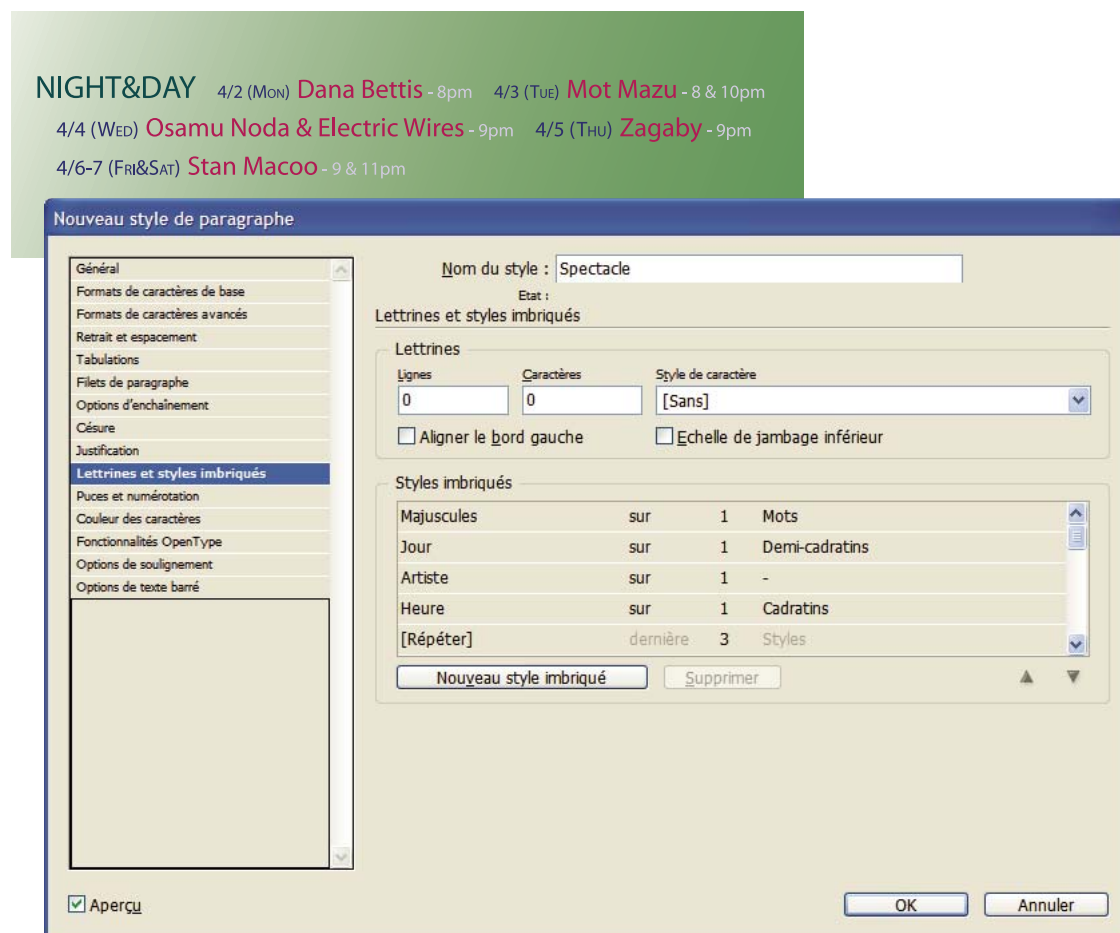 NIGHT&DAY 4/2 (MON) Dana Bettis - 8pm 4/3 (TUE) Mot Mazu - 8 & 10pm
4/4 (WED) Osamu Noda & Electric Wires - 9pm 4/5 (THU) Zagaby - 9pm
4/6-7 (FRI&SAT) Stan Macoo - 9 & 11pm
Nouveau style de paragraphe
Général
Formats de caractères de base
Formats de caractères avancés
Retrait et espacement
Tabulations
Filets de paragraphe
Options d'enchaînement
Césure
Justification
Lettrines et styles imbriqués
Puces et numérotation
Couleur des caractères
Fonctionnalités OpenType
Options de soulignement
Options de texte barré
Nom du style : Spectacle
Etat :
Lettrines et styles imbriqués
Lettrines
Lignes Caractères Style de caractère
0 0 [Sans]
Aligner le bord gauche Echelle de jambage inférieur
Styles imbriqués
Majuscules sur 1 Mots
Jour sur 1 Demi-cadratins
Artiste sur 1 -
Heure sur 1 Cadratins
[Répéter] dernière 3 Styles
Nouveau style imbriqué Supprimer
Aperçu OK Annuler